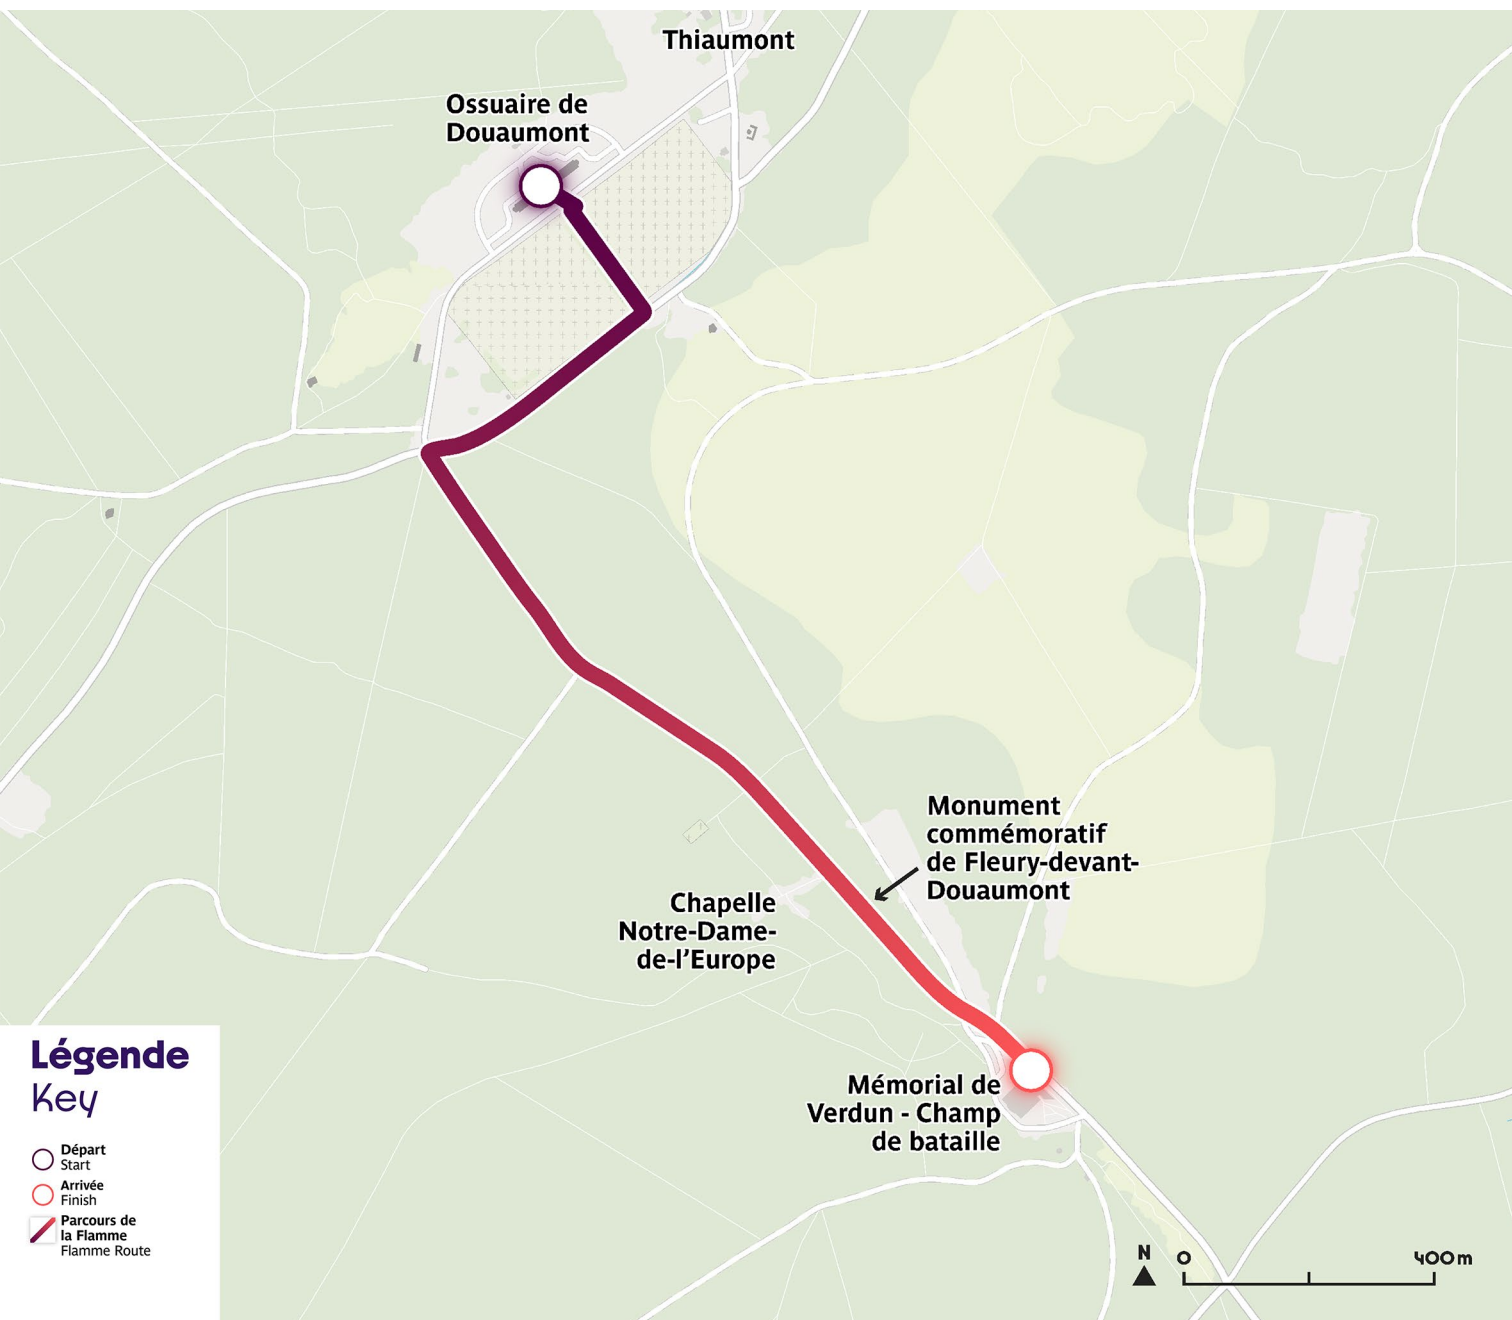 Thiaumont
Ossuaire de
Douaumont
Monument
commémoratif
de Fleury-devant-
Douaumont
Chapelle
Notre-Dame-
de-l'Europe
Mémorial de
Verdun - Champ
de bataille
Légende
Key
Départ
Start
Arrivée
Finish
Parcours de
la Flamme
Flamme Route
N 0 400 m